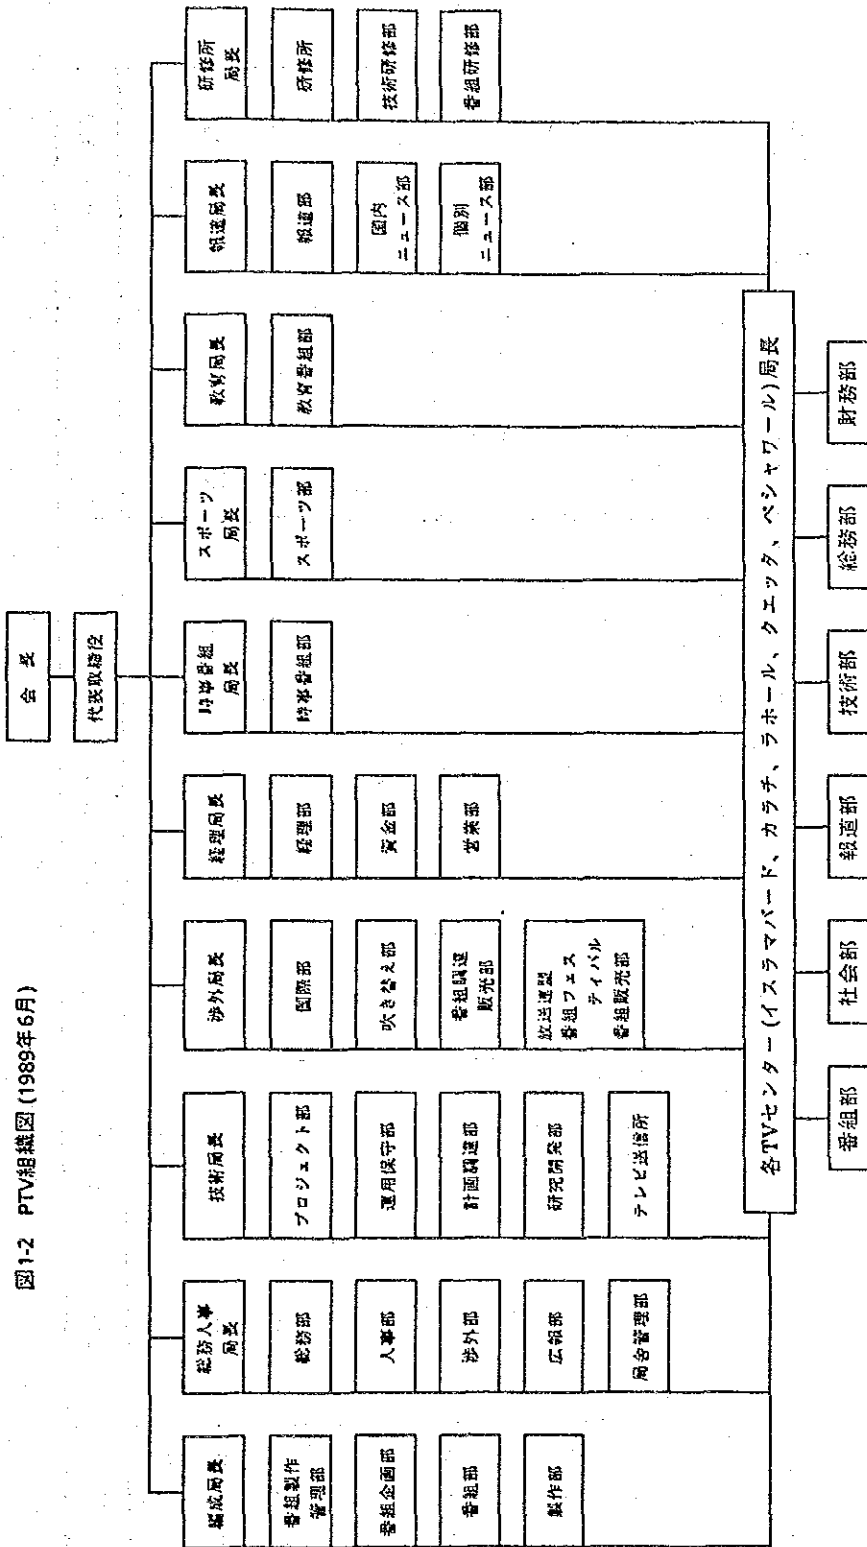 図1-2　PTV組織図 (1989年6月)
会長
代表取締役
編成局長
番組製作
管理部
番組企画部
番組部
製作部
総務人事
局長
総務部
人事部
渉外部
広報部
局舎管理部
技術局長
プロジェクト部
運用保守部
計画調達部
研究開発部
テレビ送信所
渉外局長
国際部
吹き替え部
番組調達
販売部
放送連盟
番組フェス
ティバル
番組販売部
経理局長
経理部
資金部
営業部
時事番組
局長
時事番組部
スポーツ
局長
スポーツ部
教育局長
教育番組部
報道局長
報道部
国内
ニュース部
個別
ニュース部
研修所
局長
研修所
技術研修部
番組研修部
各TVセンター(イスラマバード、カラチ、ラホール、クエッタ、ペシャワール)局長
番組部
社会部
報道部
技術部
総務部
財務部